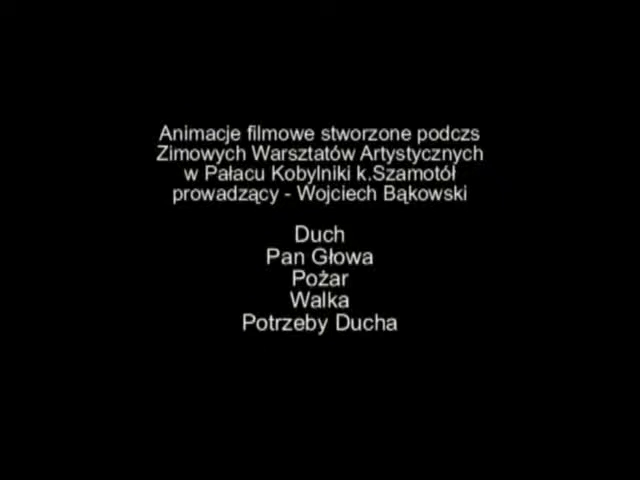 Animacje filmowe stworzone podczs
Zimowych Warsztatów Artystycznych
w Pałacu Kobylniki k.Szamotół
prowadzący - Wojciech Bąkowski
Duch
Pan Głowa
Pożar
Walka
Potrzeby Ducha